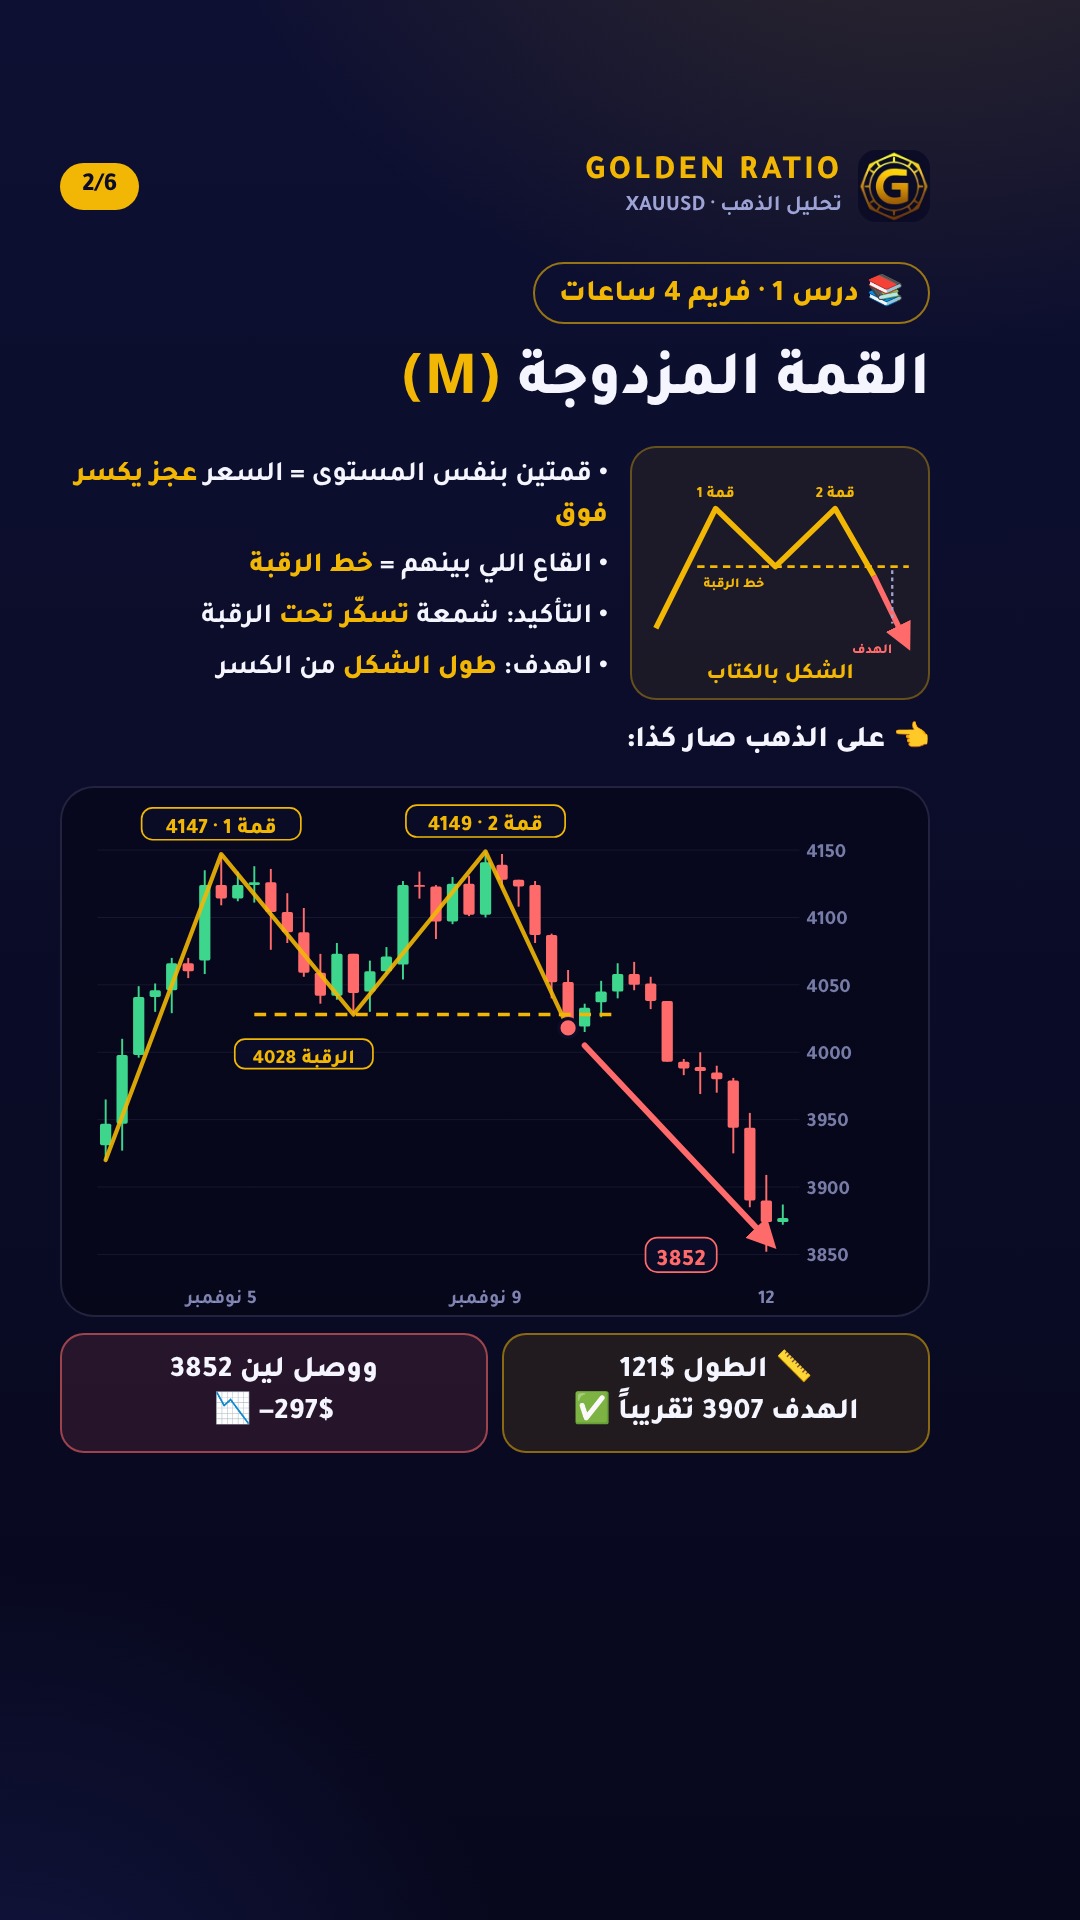 GOLDEN RATIO
تحليل الذهب · XAUUSD
2/6
📚 درس 1 · فريم 4 ساعات
القمة المزدوجة (M)
قمة 1
قمة 2
خط الرقبة
الهدف
الشكل بالكتاب
• قمتين بنفس المستوى = السعر عجز يكسر
فوق
• القاع اللي بينهم = خط الرقبة
• التأكيد: شمعة تسكّر تحت الرقبة
• الهدف: طول الشكل من الكسر
👈 على الذهب صار كذا:
قمة 1 · 4147
قمة 2 · 4149
4150
4100
4050
4000
3950
3900
3850
الرقبة 4028
3852
5 نوفمبر
9 نوفمبر
12
📏 الطول $121
الهدف 3907 تقريباً ✅
ووصل لين 3852
–297$ 📉